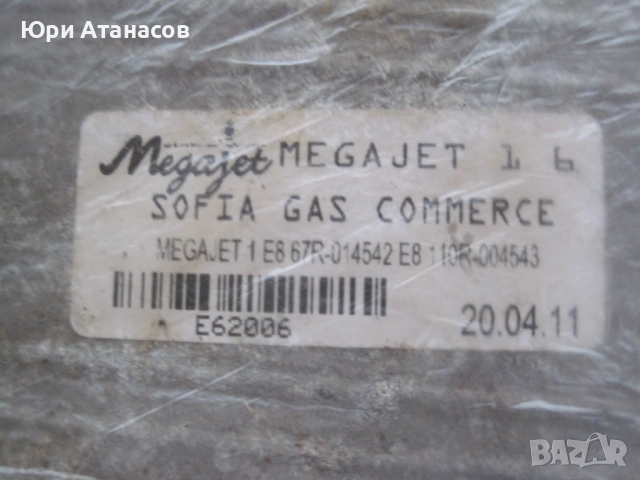 Юри Атанасов
Megajet MEGAJET 1 6
SOFIA GAS COMMERCE
MEGAJET 1 E8 67R-014542 E8 110R-004543
E62006
20.04.11
BAZAR